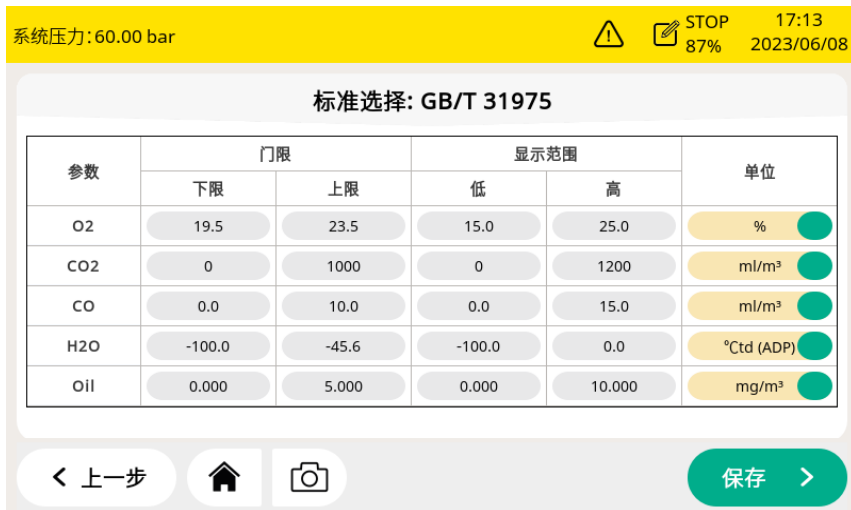 系统压力: 60.00 bar
STOP
87%
17:13
2023/06/08
标准选择: GB/T 31975
参数 门限 显示范围 单位
下限 上限 低 高
O2 19.5 23.5 15.0 25.0 %
CO2 0 1000 0 1200 ml/m³
CO 0.0 10.0 0.0 15.0 ml/m³
H2O -100.0 -45.6 -100.0 0.0 °Ctd (ADP)
Oil 0.000 5.000 0.000 10.000 mg/m³
上一步 保存